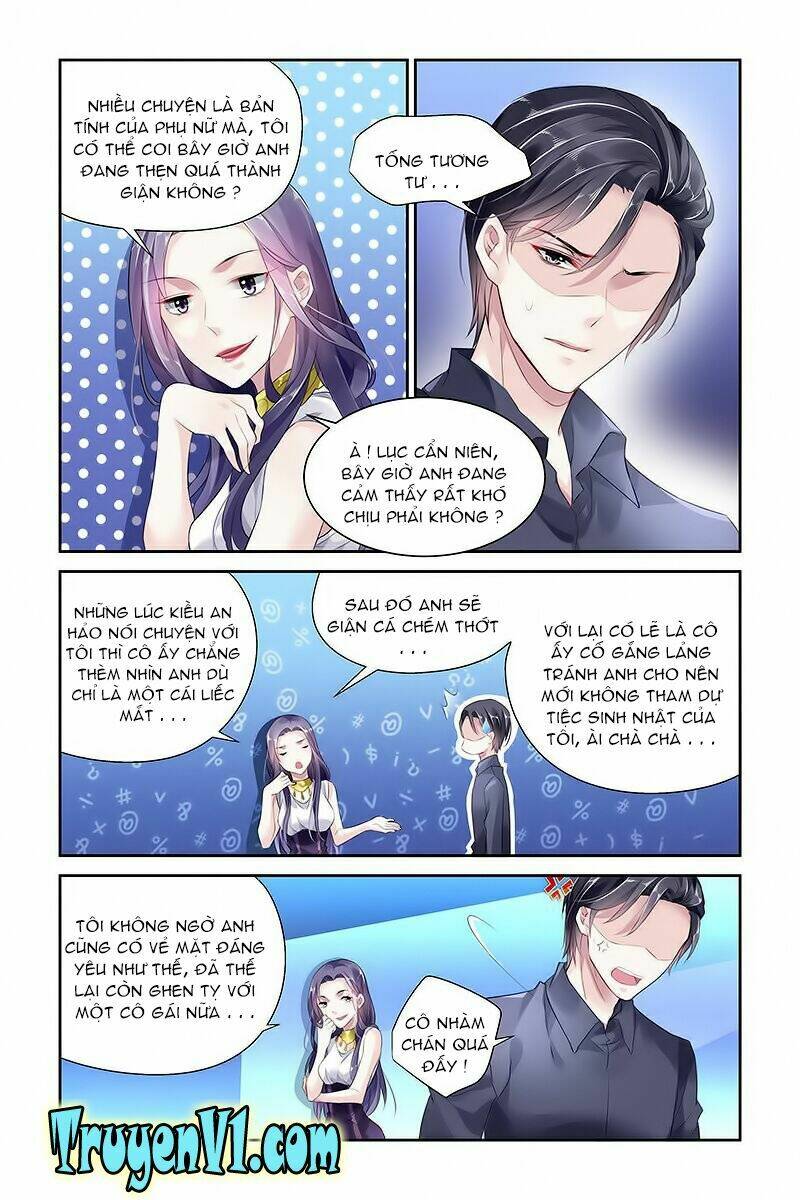 NHIỀU CHUYỆN LÀ BẢN
TÍNH CỦA PHỤ NỮ MÀ, TÔI
CÓ THỂ COI BÂY GIỜ ANH
ĐANG THẸN QUÁ THÀNH
GIẬN KHÔNG ?
TỐNG TƯƠNG
TƯ . . .
À ! LỤC CẨN NIÊN,
BÂY GIỜ ANH ĐANG
CẢM THẤY RẤT KHÓ
CHỊU PHẢI KHÔNG ?
NHỮNG LÚC KIỀU AN
HẢO NÓI CHUYỆN VỚI
TÔI THÌ CÔ ẤY CHẲNG
THÈM NHÌN ANH DÙ
CHỈ LÀ MỘT CÁI LIẾC
MẮT . . .
SAU ĐÓ ANH SẼ
GIẬN CÁ CHÉM THỚT
. . .
VỚI LẠI CÓ LẼ LÀ CÔ
ẤY CỐ GẮNG LẢNG
TRÁNH ANH CHO NÊN
MỚI KHÔNG THAM DỰ
TIỆC SINH NHẬT CỦA
TÔI, ÁI CHÀ CHÀ . . .
TÔI KHÔNG NGỜ ANH
CŨNG CÓ VẺ MẶT ĐÁNG
YÊU NHƯ THẾ, ĐÃ THẾ
LẠI CÒN GHEN TỴ VỚI
MỘT CÔ GÁI NỮA . . .
CÔ NHÀM
CHÁN QUÁ
ĐẤY !
TruyenV1.com